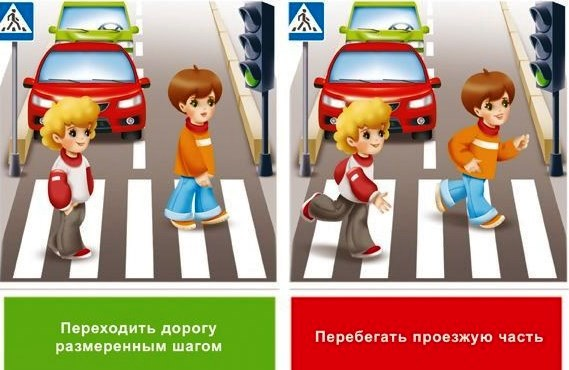 Переходить дорогу
размеренным шагом
Перебегать проезжую часть